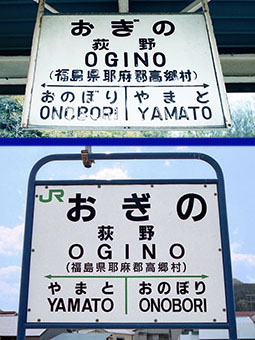 おぎの
荻野
OGINO
(福島県耶麻郡高郷村)
おのぼり やまと
ONOBORI YAMATO
JR
おぎの
荻野
OGINO
(福島県耶麻郡高郷村)
やまと おのぼり
YAMATO ONOBORI